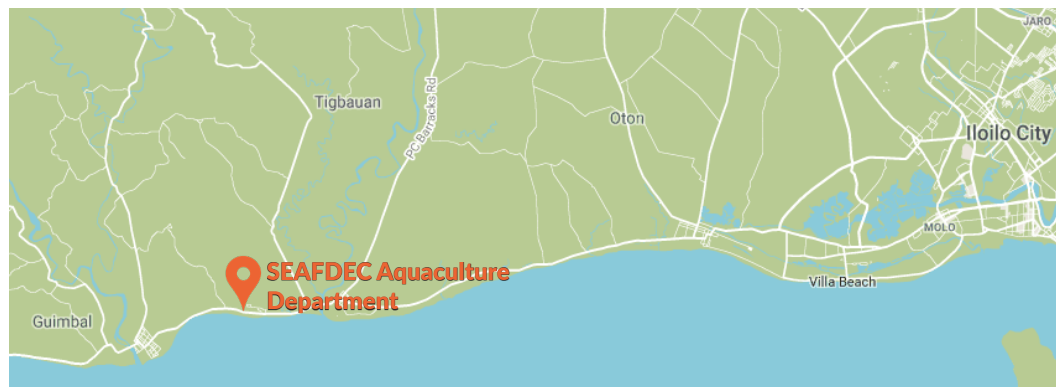 JARO
Tigbauan
PC Barracks Rd
Oton
Iloilo City
MOLO
SEAFDEC Aquaculture
Department
Villa Beach
Guimbal